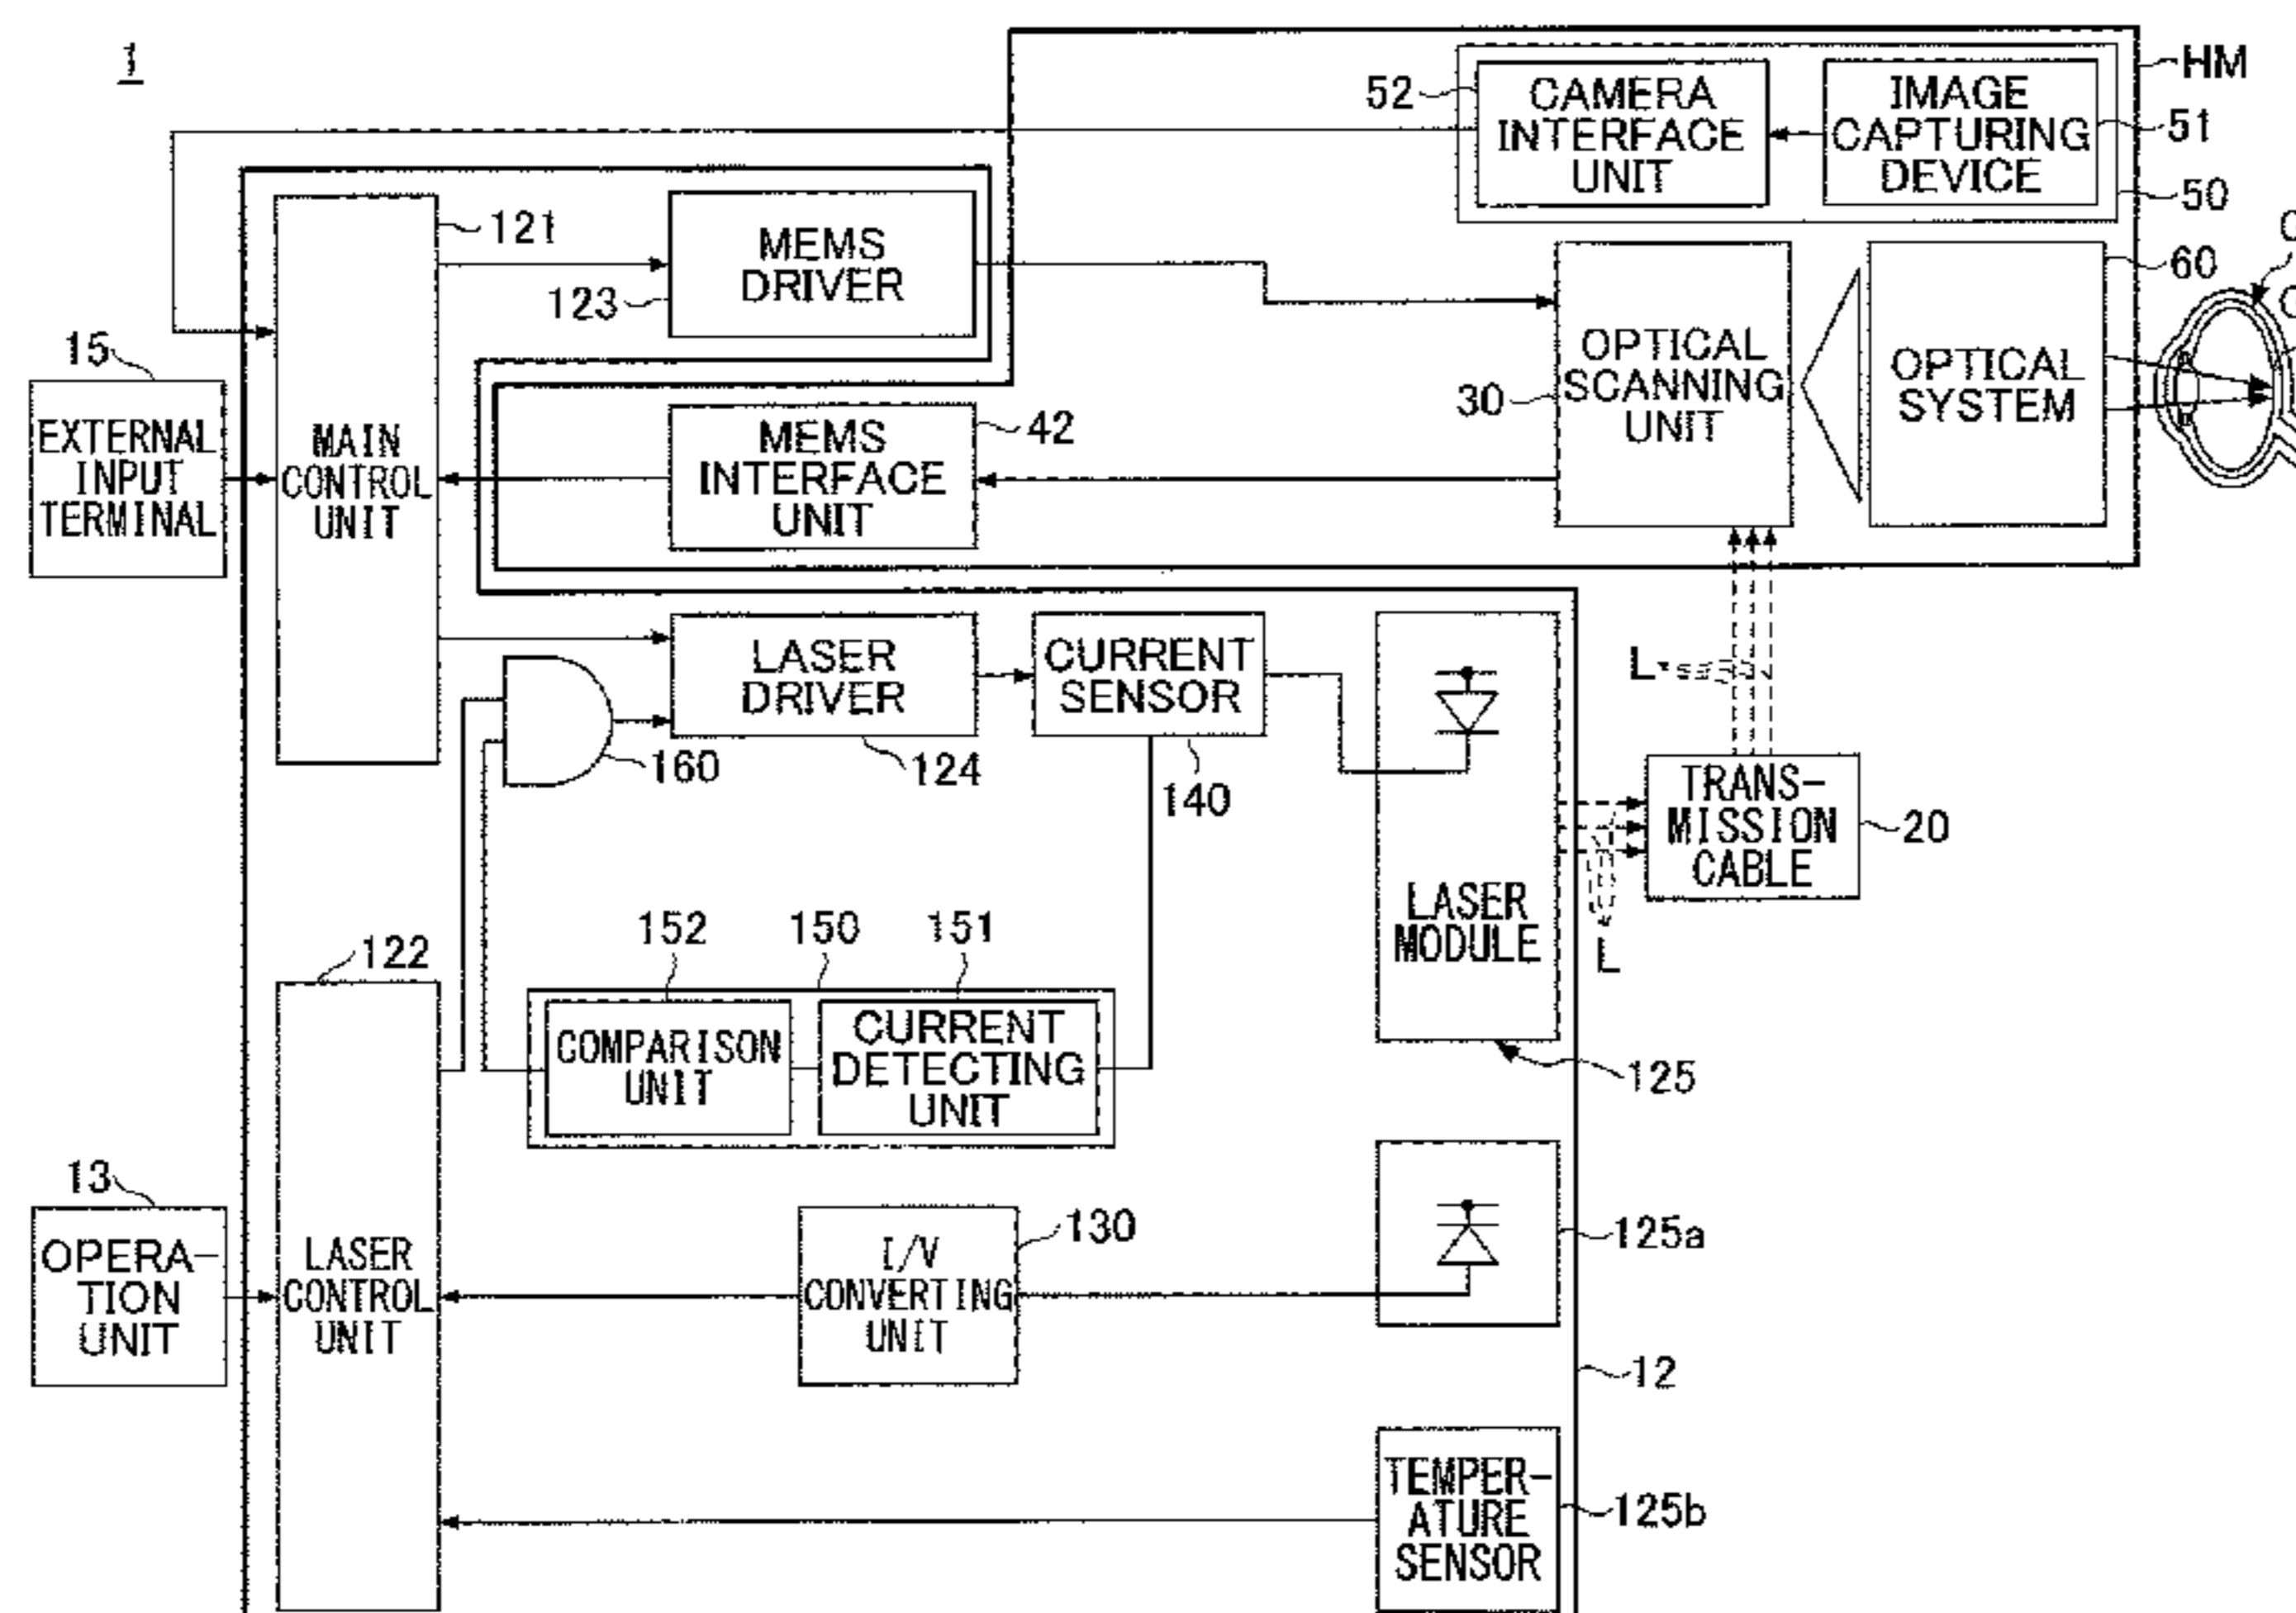 1
HM
52
CAMERA
INTERFACE
UNIT
IMAGE
CAPTURING
DEVICE
51
50
121
MEMS
DRIVER
123
60
15
EXTERNAL
INPUT
TERMINAL
MAIN
CONTROL
UNIT
MEMS
INTERFACE
UNIT
42
30
OPTICAL
SCANNING
UNIT
OPTICAL
SYSTEM
LASER
DRIVER
124
CURRENT
SENSOR
140
160
L
TRANS-
MISSION
CABLE
20
L
LASER
MODULE
125
122
152
150
151
COMPARISON
UNIT
CURRENT
DETECTING
UNIT
13
OPERA-
TION
UNIT
LASER
CONTROL
UNIT
I/V
CONVERTING
UNIT
130
125a
12
TEMPER-
ATURE
SENSOR
125b